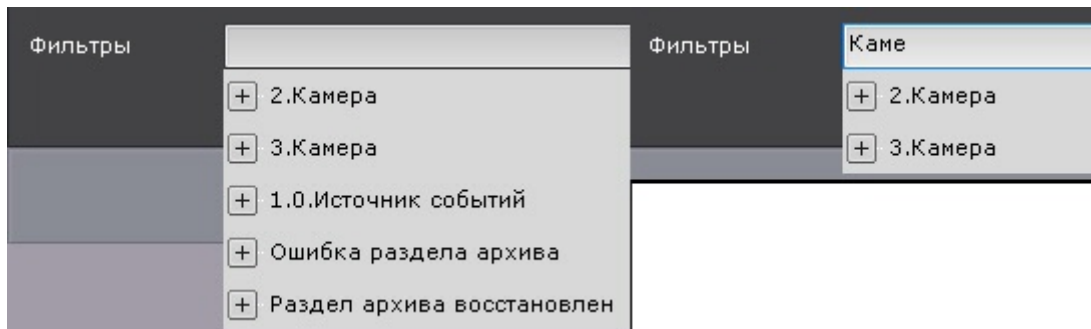 Фильтры
2.Камера
3.Камера
1.0.Источник событий
Ошибка раздела архива
Раздел архива восстановлен
Фильтры
Каме
2.Камера
3.Камера